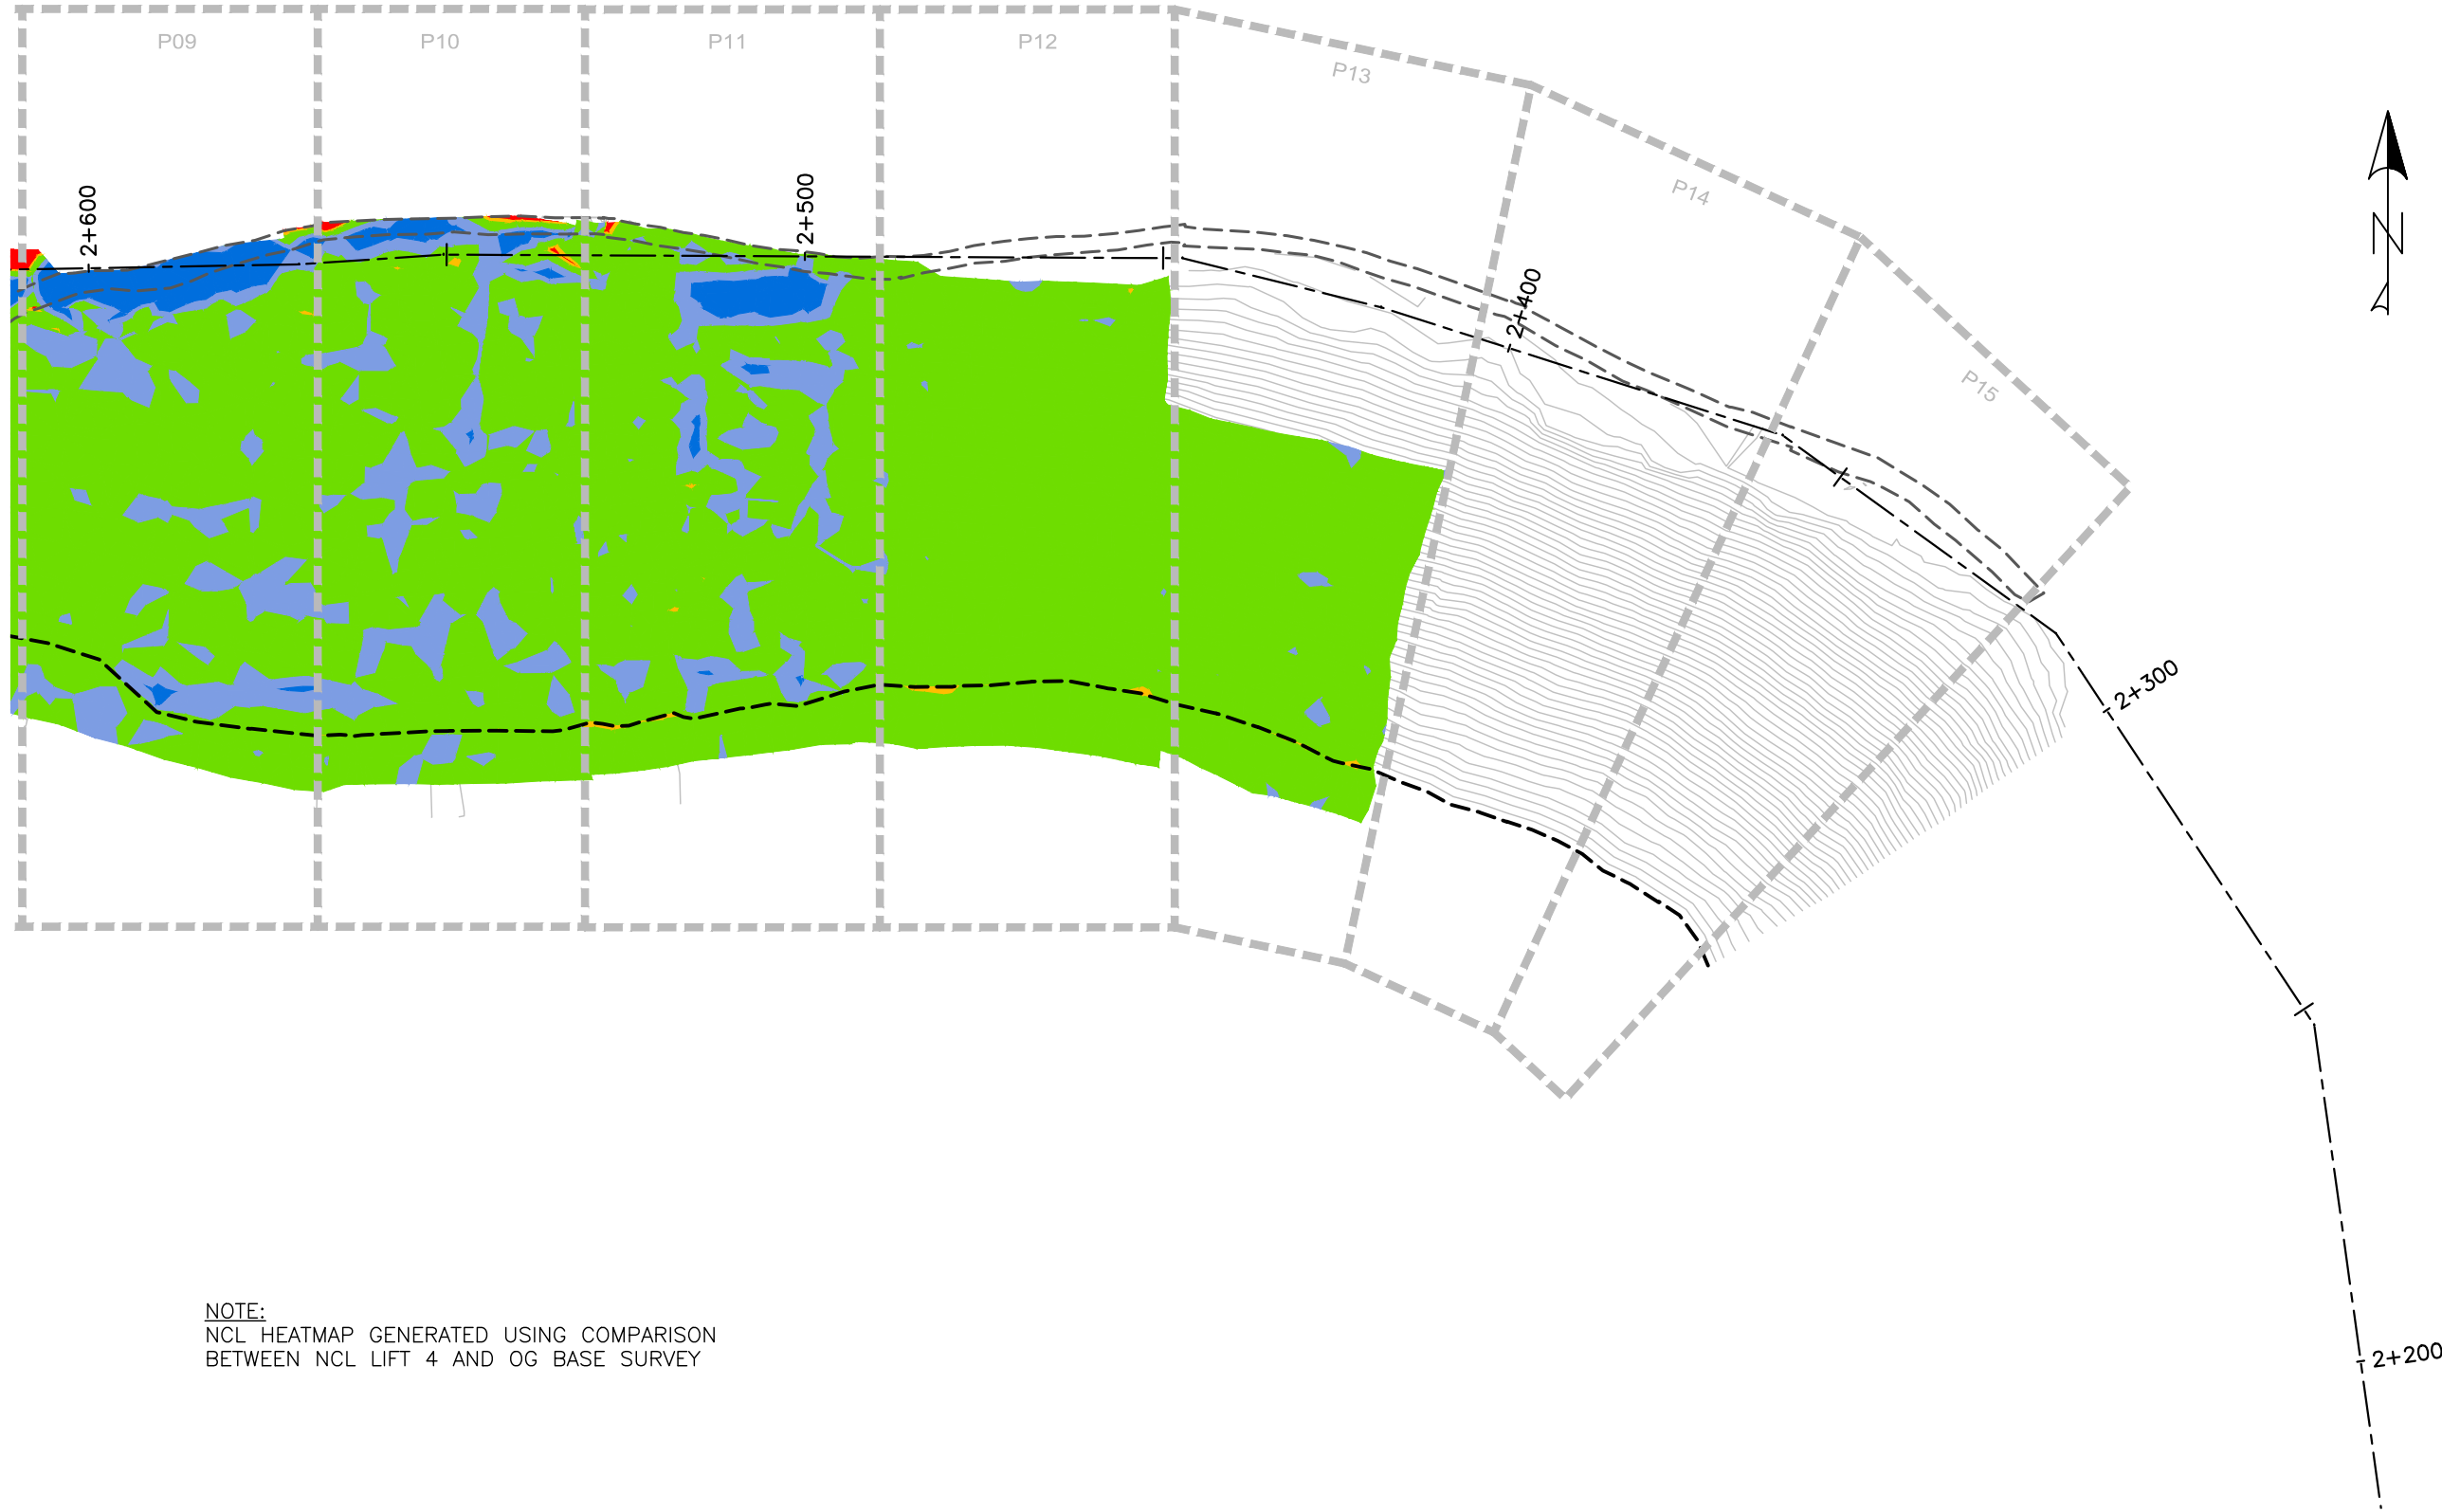 P09
P10
P11
P12
P13
P14
P15
2+600
2+500
2+400
2+300
2+200
N
NOTE:
NCL HEATMAP GENERATED USING COMPARISON
BETWEEN NCL LIFT 4 AND OG BASE SURVEY